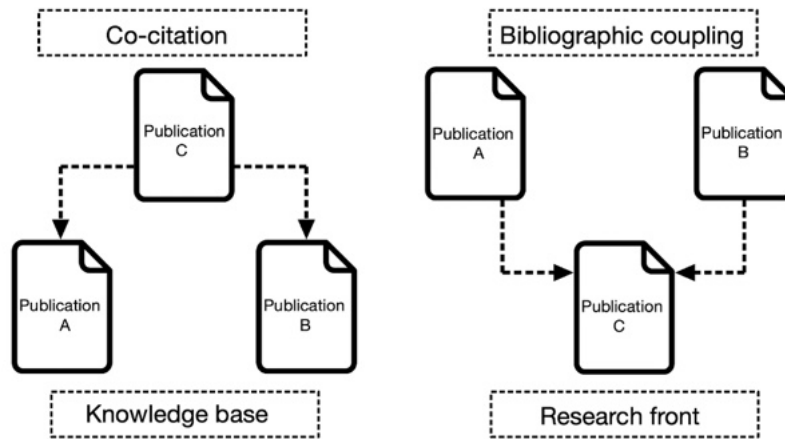 Co-citation
Publication
C
Publication
A
Publication
B
Knowledge base
Bibliographic coupling
Publication
A
Publication
B
Publication
C
Research front